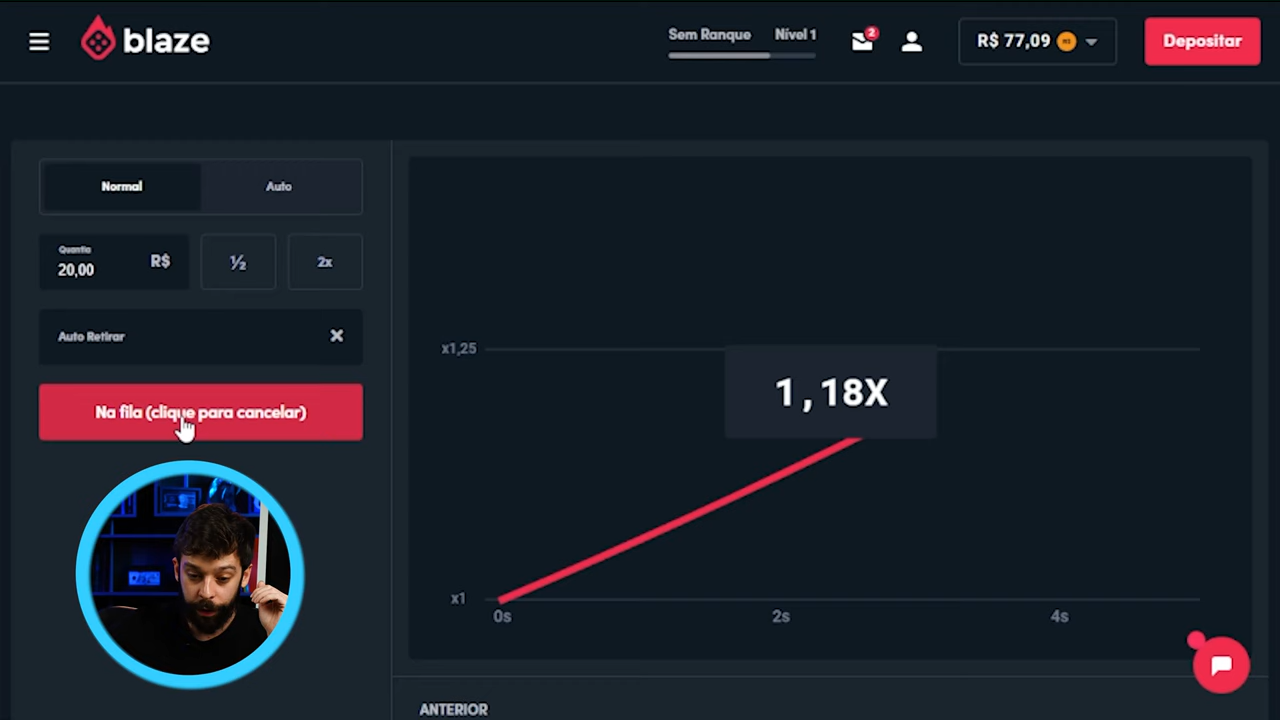 blaze
Sem Ranque Nível 1
2
R$ 77,09
Depositar
Normal
Auto
Quantia
20,00
R$
½
2x
Auto Retirar
Na fila (clique para cancelar)
x1,25
1,18X
x1
0s
2s
4s
ANTERIOR